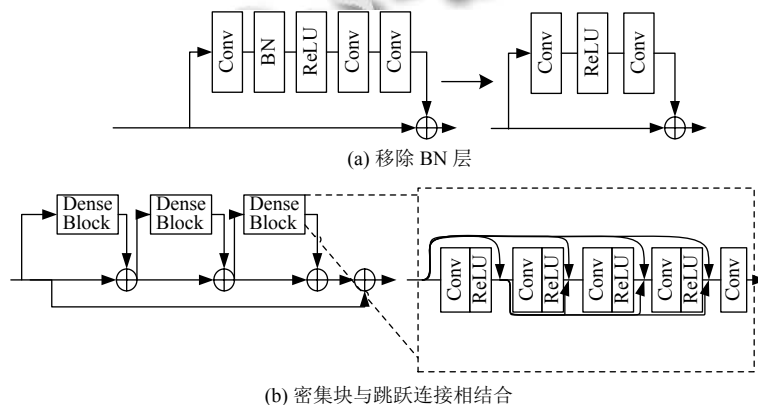 Conv BN ReLU Conv Conv
Conv ReLU Conv
(a) 移除 BN 层
Dense Block
Dense Block
Dense Block
Conv ReLU Conv ReLU Conv ReLU Conv ReLU Conv
(b) 密集块与跳跃连接相结合